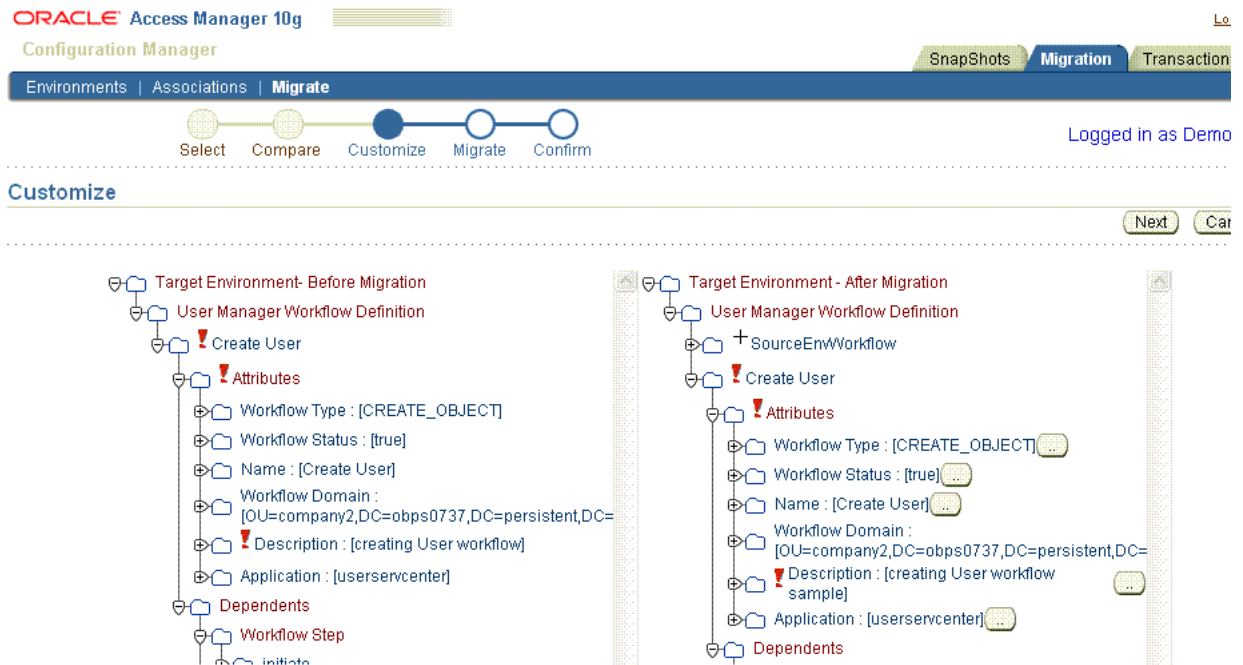 ORACLE Access Manager 10g
Lo
Configuration Manager
SnapShots Migration Transaction
Environments | Associations | Migrate
Select Compare Customize Migrate Confirm
Logged in as Demo
Customize
Next Can
Target Environment- Before Migration
User Manager Workflow Definition
Create User
Attributes
Workflow Type : [CREATE_OBJECT]
Workflow Status : [true]
Name : [Create User]
Workflow Domain :
[OU=company2,DC=obps0737,DC=persistent,DC=
Description : [creating User workflow]
Application : [userservcenter]
Dependents
Workflow Step
initiate
Target Environment - After Migration
User Manager Workflow Definition
SourceEnvWorkflow
Create User
Attributes
Workflow Type : [CREATE_OBJECT] ..
Workflow Status : [true] ..
Name : [Create User] ..
Workflow Domain :
[OU=company2,DC=obps0737,DC=persistent,DC=
Description : [creating User workflow
sample] ..
Application : [userservcenter] ..
Dependents